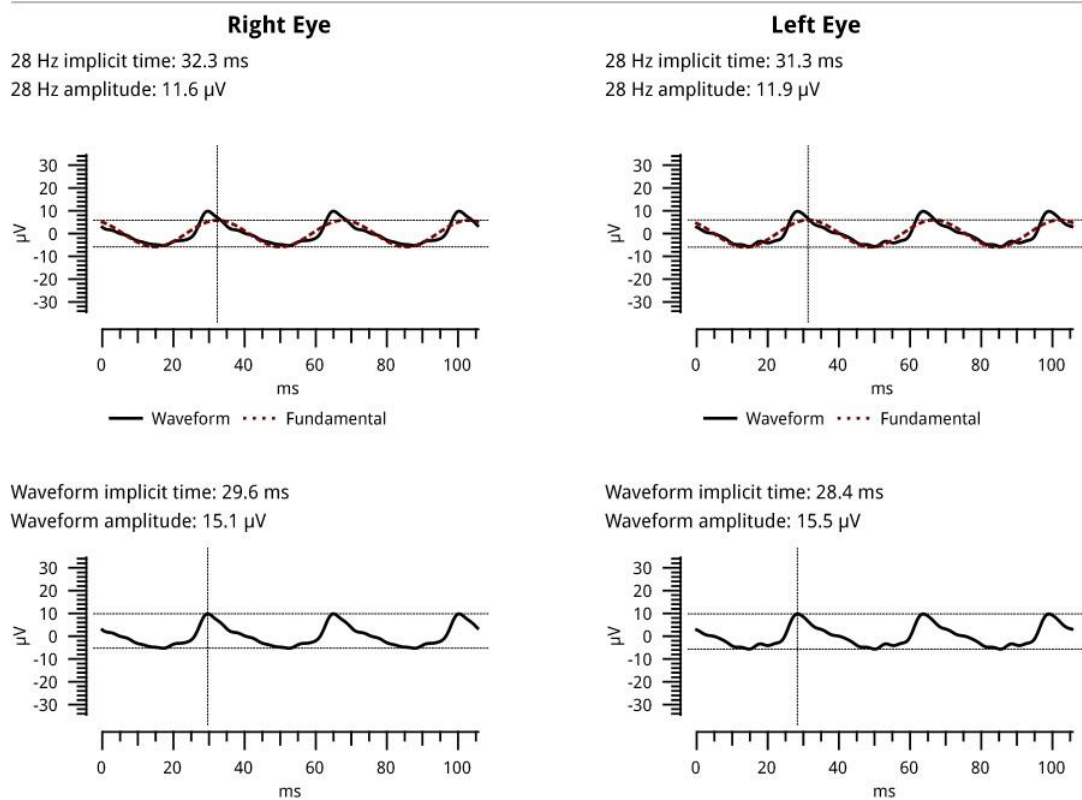 Right Eye
28 Hz implicit time: 32.3 ms
28 Hz amplitude: 11.6 µV
30
20
10
0
-10
-20
-30
µV
0 20 40 60 80 100
ms
Waveform Fundamental
Waveform implicit time: 29.6 ms
Waveform amplitude: 15.1 µV
30
20
10
0
-10
-20
-30
µV
0 20 40 60 80 100
ms
Left Eye
28 Hz implicit time: 31.3 ms
28 Hz amplitude: 11.9 µV
30
20
10
0
-10
-20
-30
µV
0 20 40 60 80 100
ms
Waveform Fundamental
Waveform implicit time: 28.4 ms
Waveform amplitude: 15.5 µV
30
20
10
0
-10
-20
-30
µV
0 20 40 60 80 100
ms